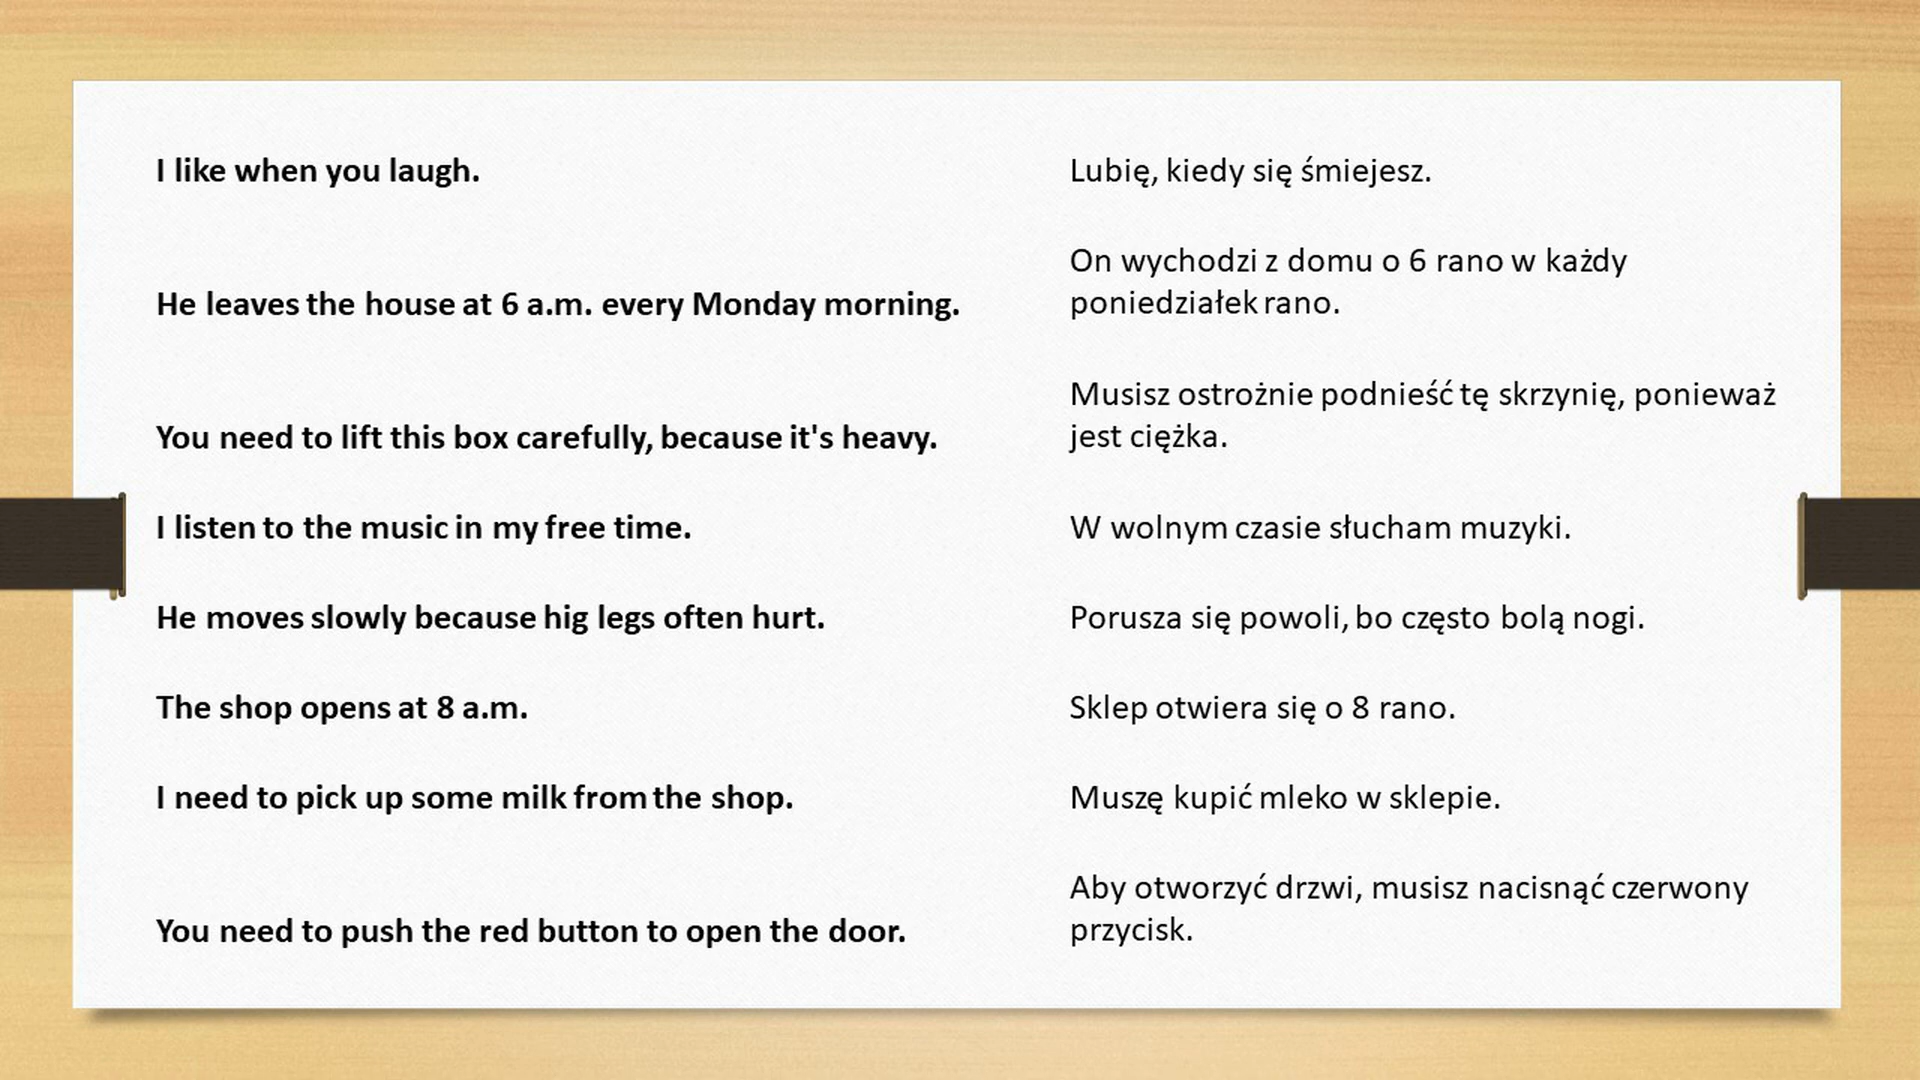 I like when you laugh.
Lubię, kiedy się śmiejesz.
He leaves the house at 6 a.m. every Monday morning.
On wychodzi z domu o 6 rano w każdy
poniedziałek rano.
You need to lift this box carefully, because it's heavy.
Musisz ostrożnie podnieść tę skrzynię, ponieważ
jest ciężka.
I listen to the music in my free time.
W wolnym czasie słucham muzyki.
He moves slowly because hig legs often hurt.
Porusza się powoli, bo często bolą nogi.
The shop opens at 8 a.m.
Sklep otwiera się o 8 rano.
I need to pick up some milk from the shop.
Muszę kupić mleko w sklepie.
You need to push the red button to open the door.
Aby otworzyć drzwi, musisz nacisnąć czerwony
przycisk.